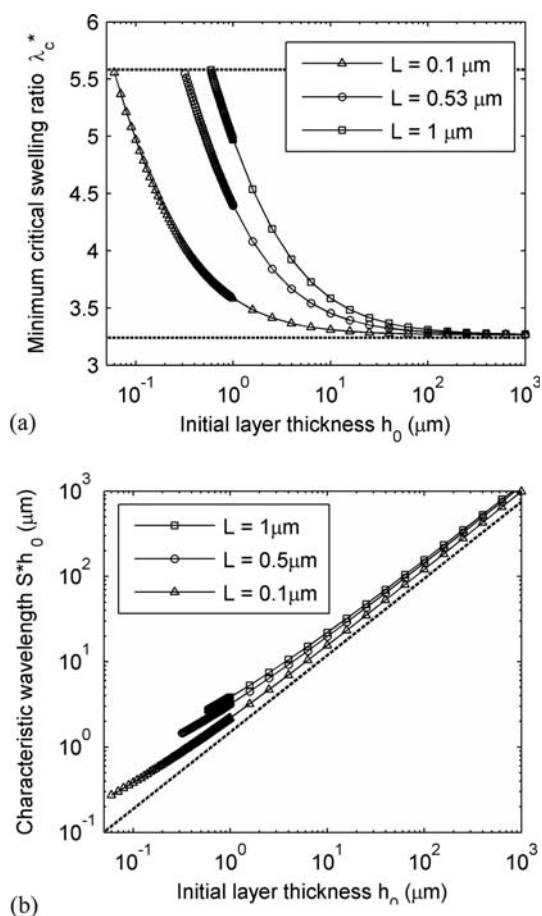 6
5.5
5
4.5
4
3.5
3
Minimum critical swelling ratio λc*
L = 0.1 μm
L = 0.53 μm
L = 1 μm
10⁻¹ 10⁰ 10¹ 10² 10³
(a) Initial layer thickness h₀ (μm)
10³
10²
10¹
10⁰
10⁻¹
Characteristic wavelength S*h₀ (μm)
L = 1μm
L = 0.5μm
L = 0.1μm
10⁻¹ 10⁰ 10¹ 10² 10³
(b) Initial layer thickness h₀ (μm)